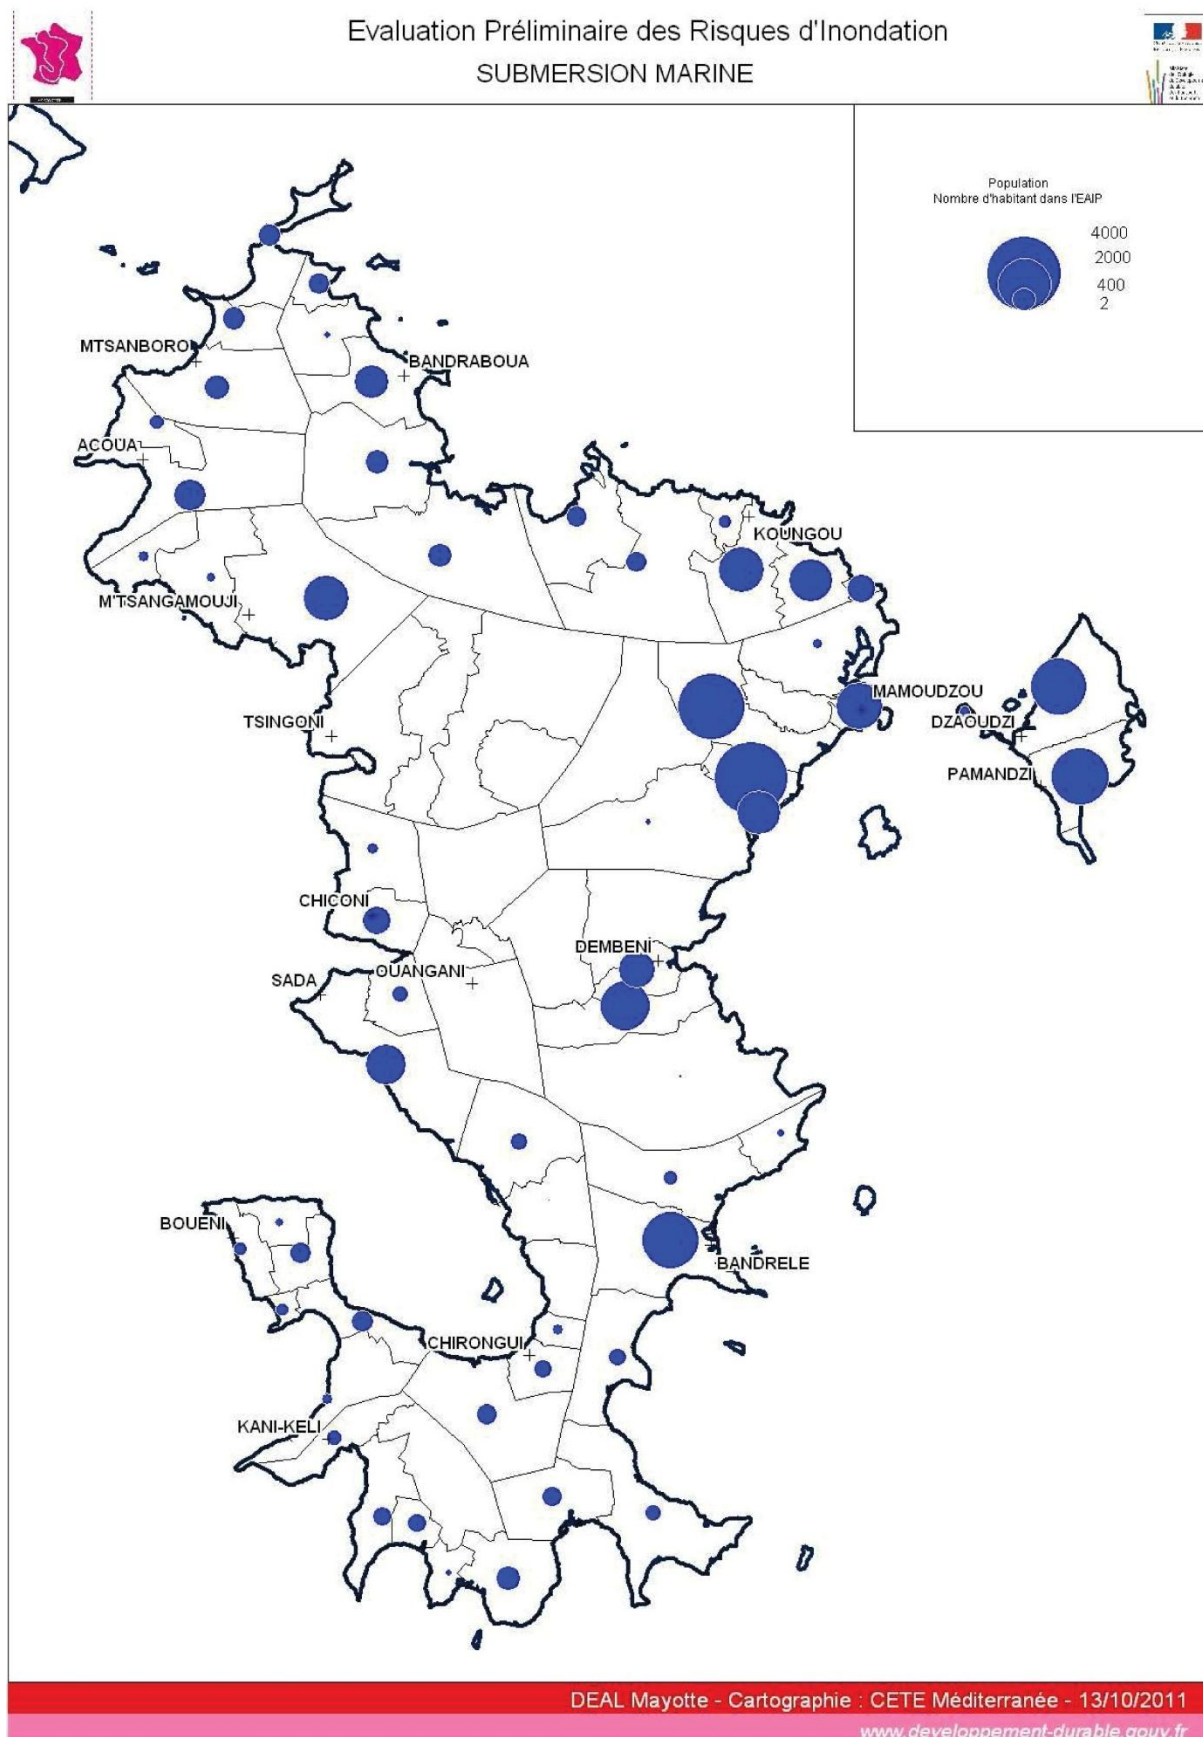 Evaluation Préliminaire des Risques d'Inondation
SUBMERSION MARINE
Population
Nombre d'habitant dans l'EAIP
4000
2000
400
2
MTSANBORO
BANDRABOUA
ACOUA
KOUNGOU
M'TSANGAMOUJI
MAMOUDZOU
TSINGONI
DZAOUDZI
PAMANDZI
CHICONI
DEMBENI
OUANGANI
SADA
BOUENI
BANDRELE
CHIRONGUI
KANI-KELI
DEAL Mayotte - Cartographie : CETE Méditerranée - 13/10/2011
www.developpement-durable.gouv.fr